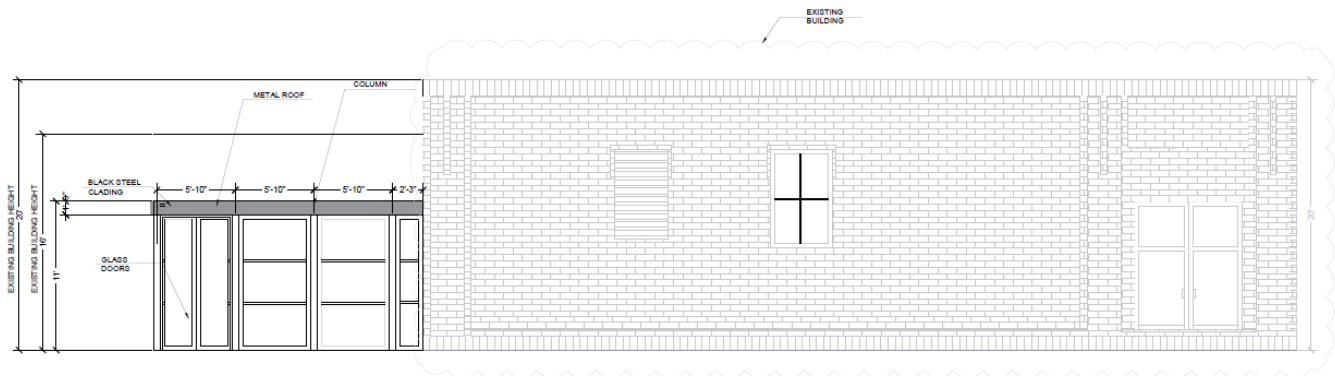 EXISTING
BUILDING
COLUMN
METAL ROOF
BLACK STEEL
CLADING
5'-10"
5'-10"
5'-10"
2'-3"
EXISTING BUILDING HEIGHT
20'
EXISTING BUILDING HEIGHT
16'
11'
GLASS
DOORS
20'